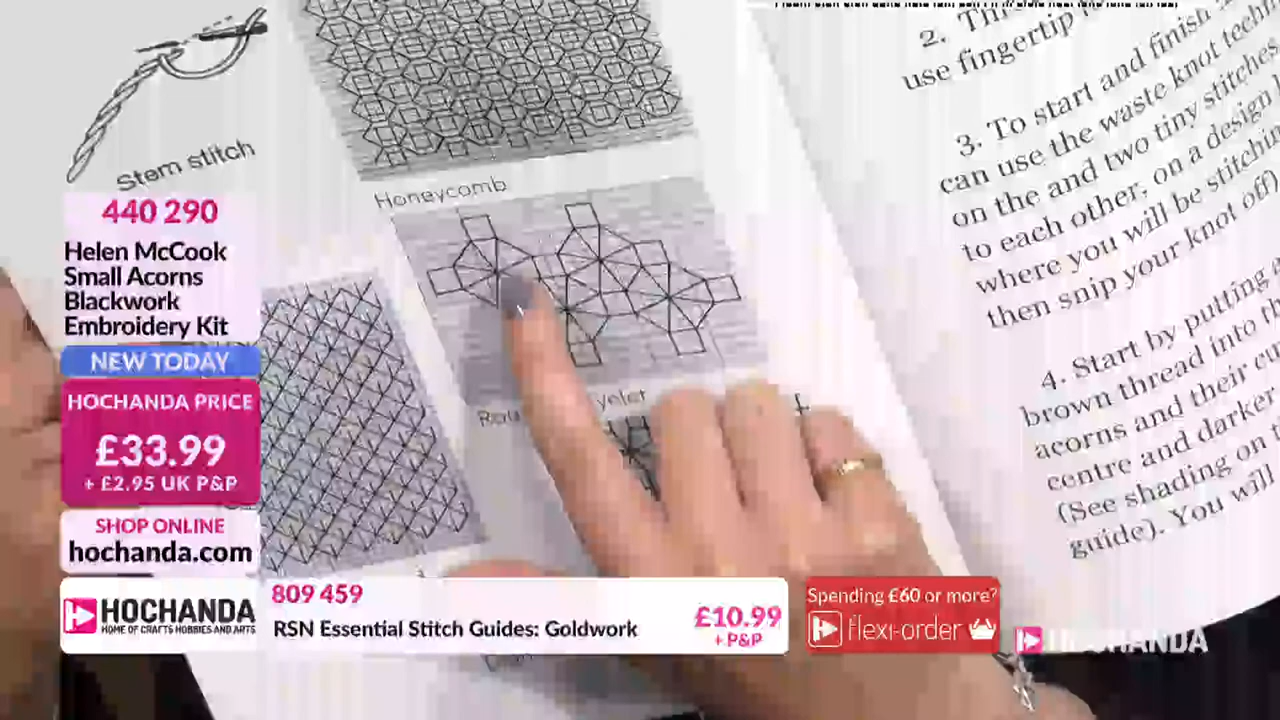 Stem stitch
Honeycomb
2.
use fingertip
3. To start and finish
can use the waste knot
on the and two tiny stitches
to each other, on a design
where you will be
then snip your knot off)
4. Start by putting
brown thread into
acorns and their
centre and darker
(See shading on
guide). You will
440 290
Helen McCook
Small Acorns
Blackwork
Embroidery Kit
NEW TODAY
HOCHANDA PRICE
£33.99
+ £2.95 UK P&P
SHOP ONLINE
hochanda.com
HOCHANDA
HOME OF CRAFTS HOBBIES AND ARTS
809 459
RSN Essential Stitch Guides: Goldwork
£10.99
+ P&P
Spending £60 or more?
flexi-order
HOCHANDA